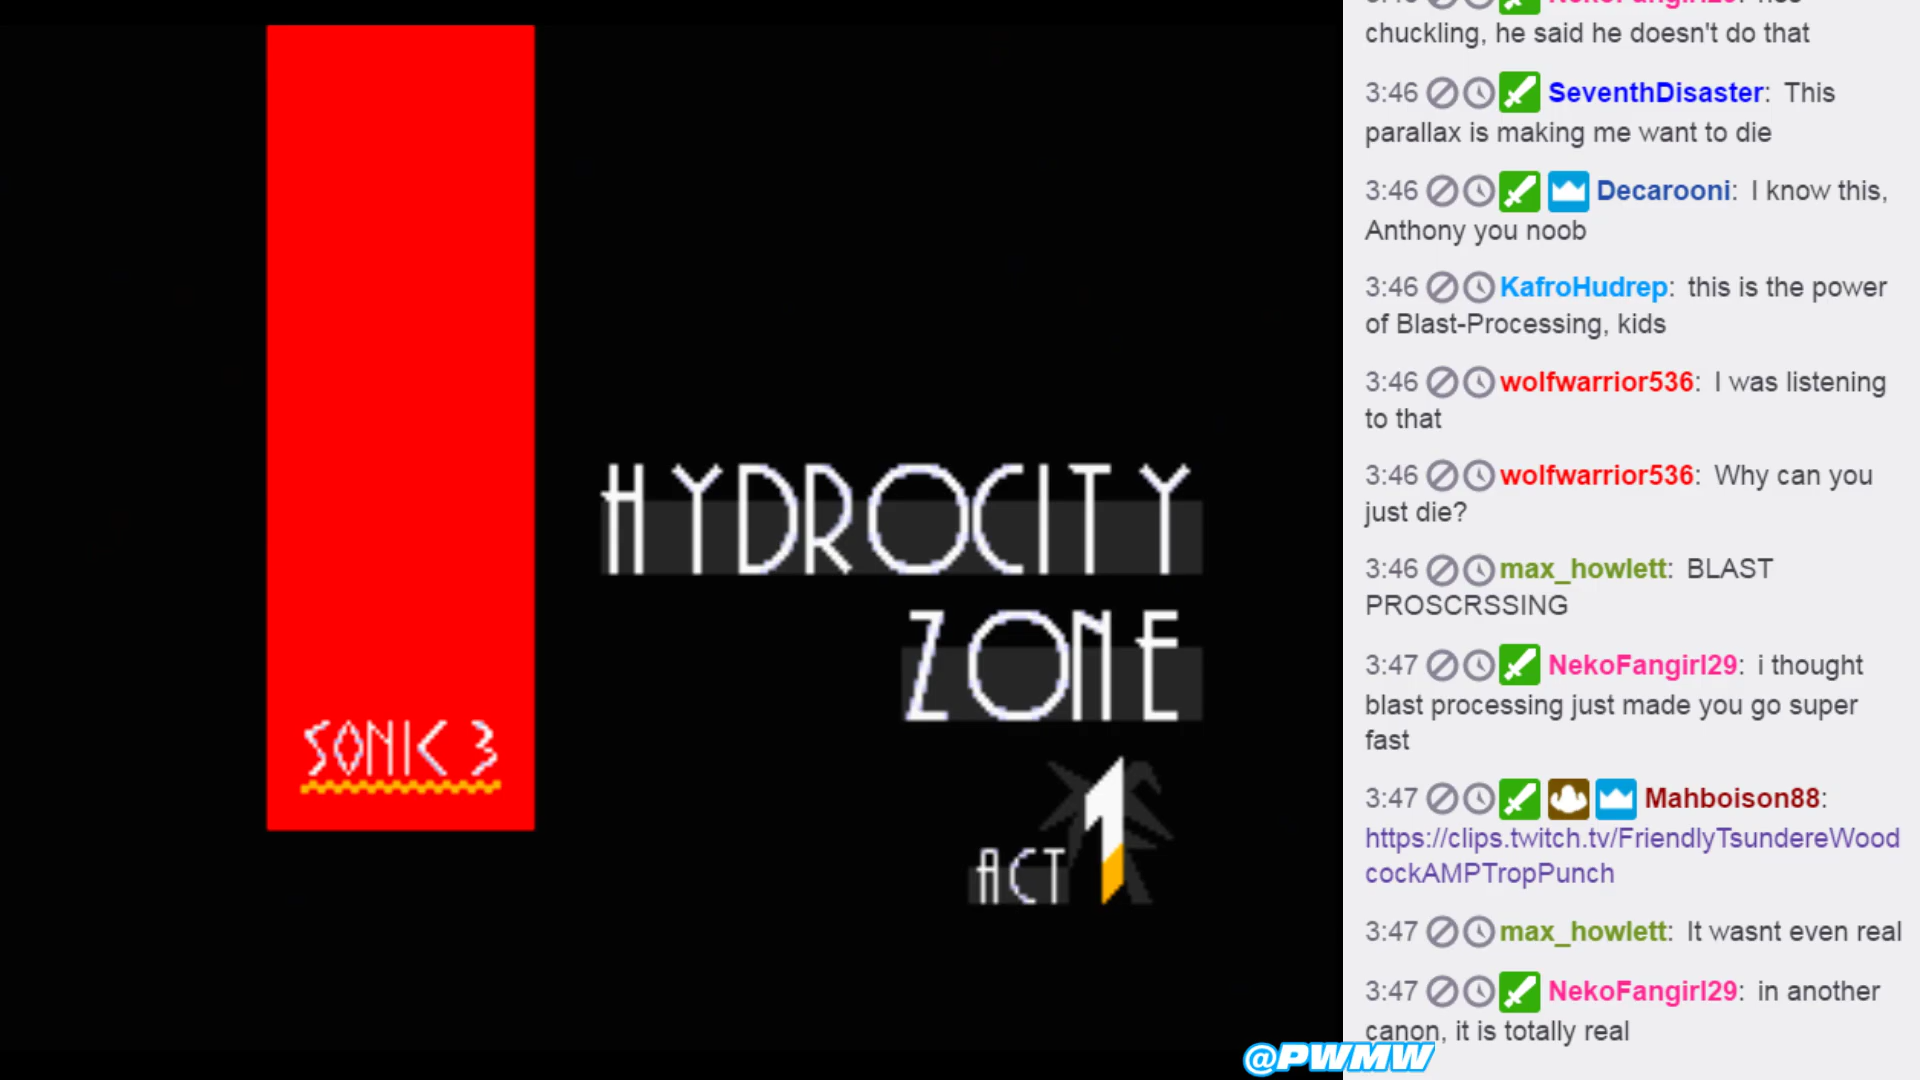 SONIC 3
HYDROCITY
ZONE
ACT 1
chuckling, he said he doesn't do that
3:46 SeventhDisaster: This
parallax is making me want to die
3:46 Decarooni: I know this,
Anthony you noob
3:46 KafroHudrep: this is the power
of Blast-Processing, kids
3:46 wolfwarrior536: I was listening
to that
3:46 wolfwarrior536: Why can you
just die?
3:46 max_howlett: BLAST
PROSCRSSING
3:47 NekoFangirl29: i thought
blast processing just made you go super
fast
3:47 Mahboison88:
https://clips.twitch.tv/FriendlyTsundereWood
cockAMPTropPunch
3:47 max_howlett: It wasnt even real
3:47 NekoFangirl29: in another
canon, it is totally real
@PWMW